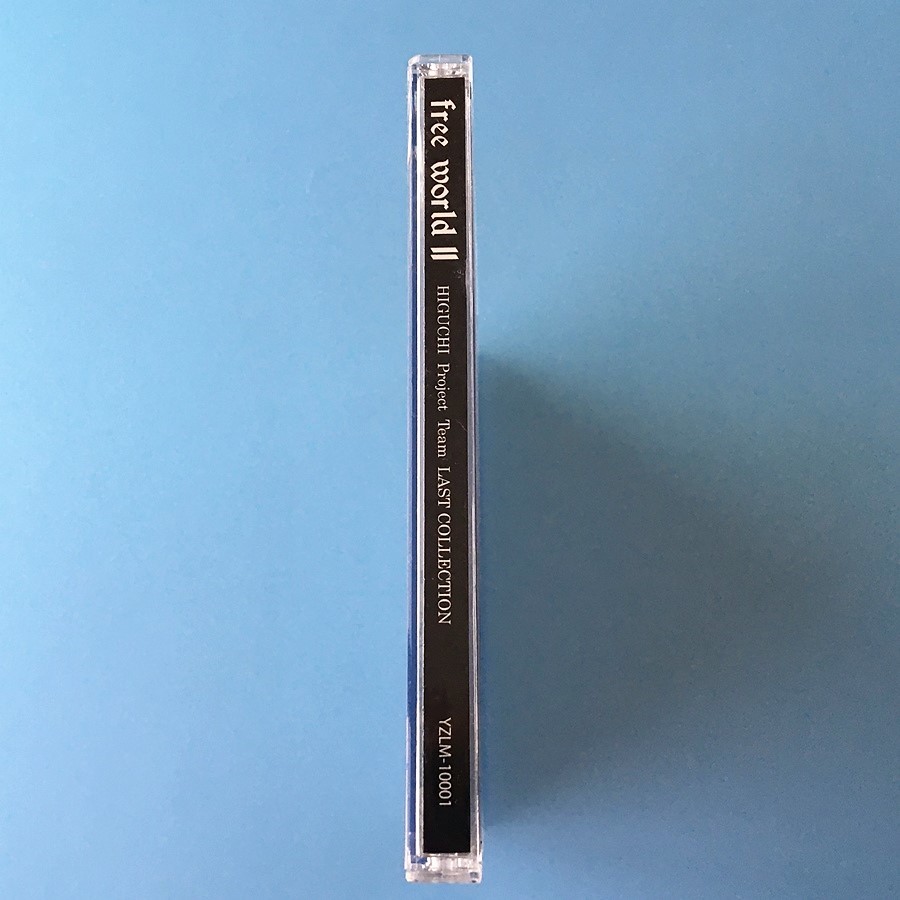 free world II
HIGUCHI Project Team LAST COLLECTION
YZLM-10001